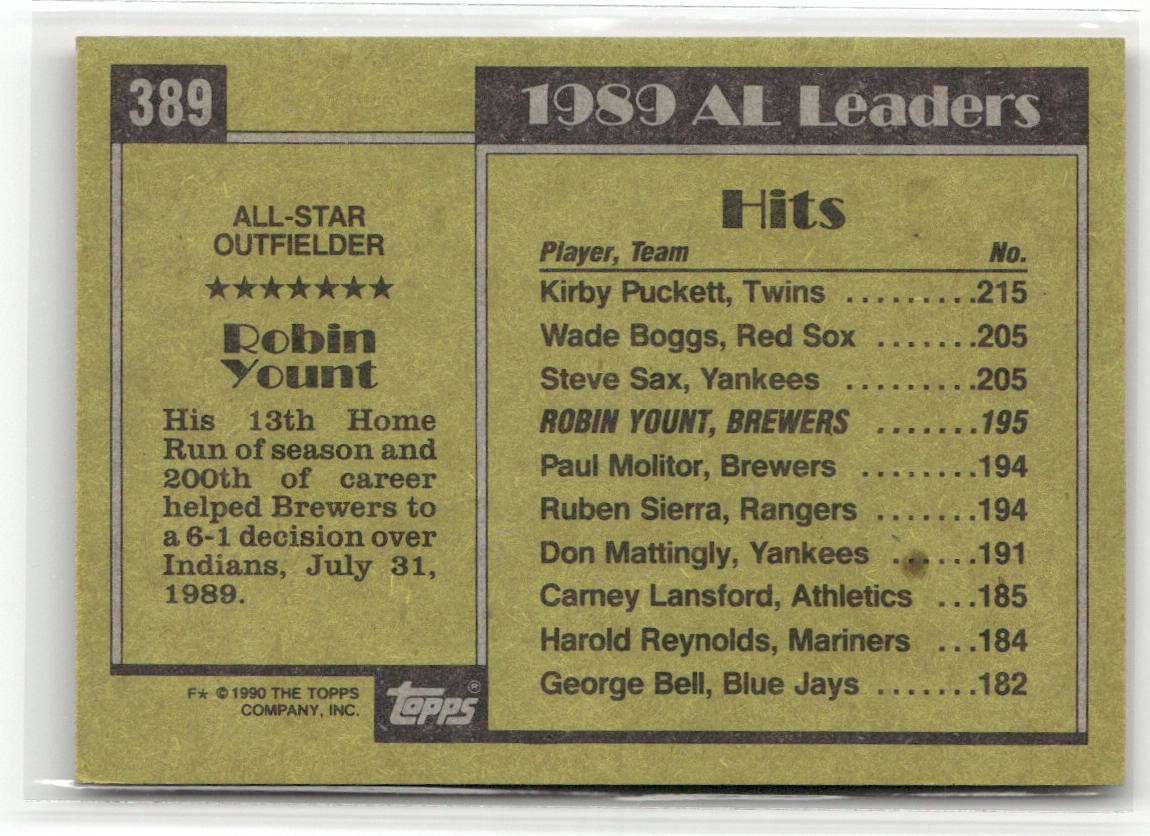 389
ALL-STAR
OUTFIELDER
★★★★★★★
Robin
Yount
His 13th Home
Run of season and
200th of career
helped Brewers to
a 6-1 decision over
Indians, July 31,
1989.
F★ © 1990 THE TOPPS
COMPANY, INC.
topps®
1989 AL Leaders
Hits
Player, Team No.
Kirby Puckett, Twins .........215
Wade Boggs, Red Sox .......205
Steve Sax, Yankees .........205
ROBIN YOUNT, BREWERS .......195
Paul Molitor, Brewers ........194
Ruben Sierra, Rangers .......194
Don Mattingly, Yankees ......191
Carney Lansford, Athletics ...185
Harold Reynolds, Mariners ...184
George Bell, Blue Jays .......182